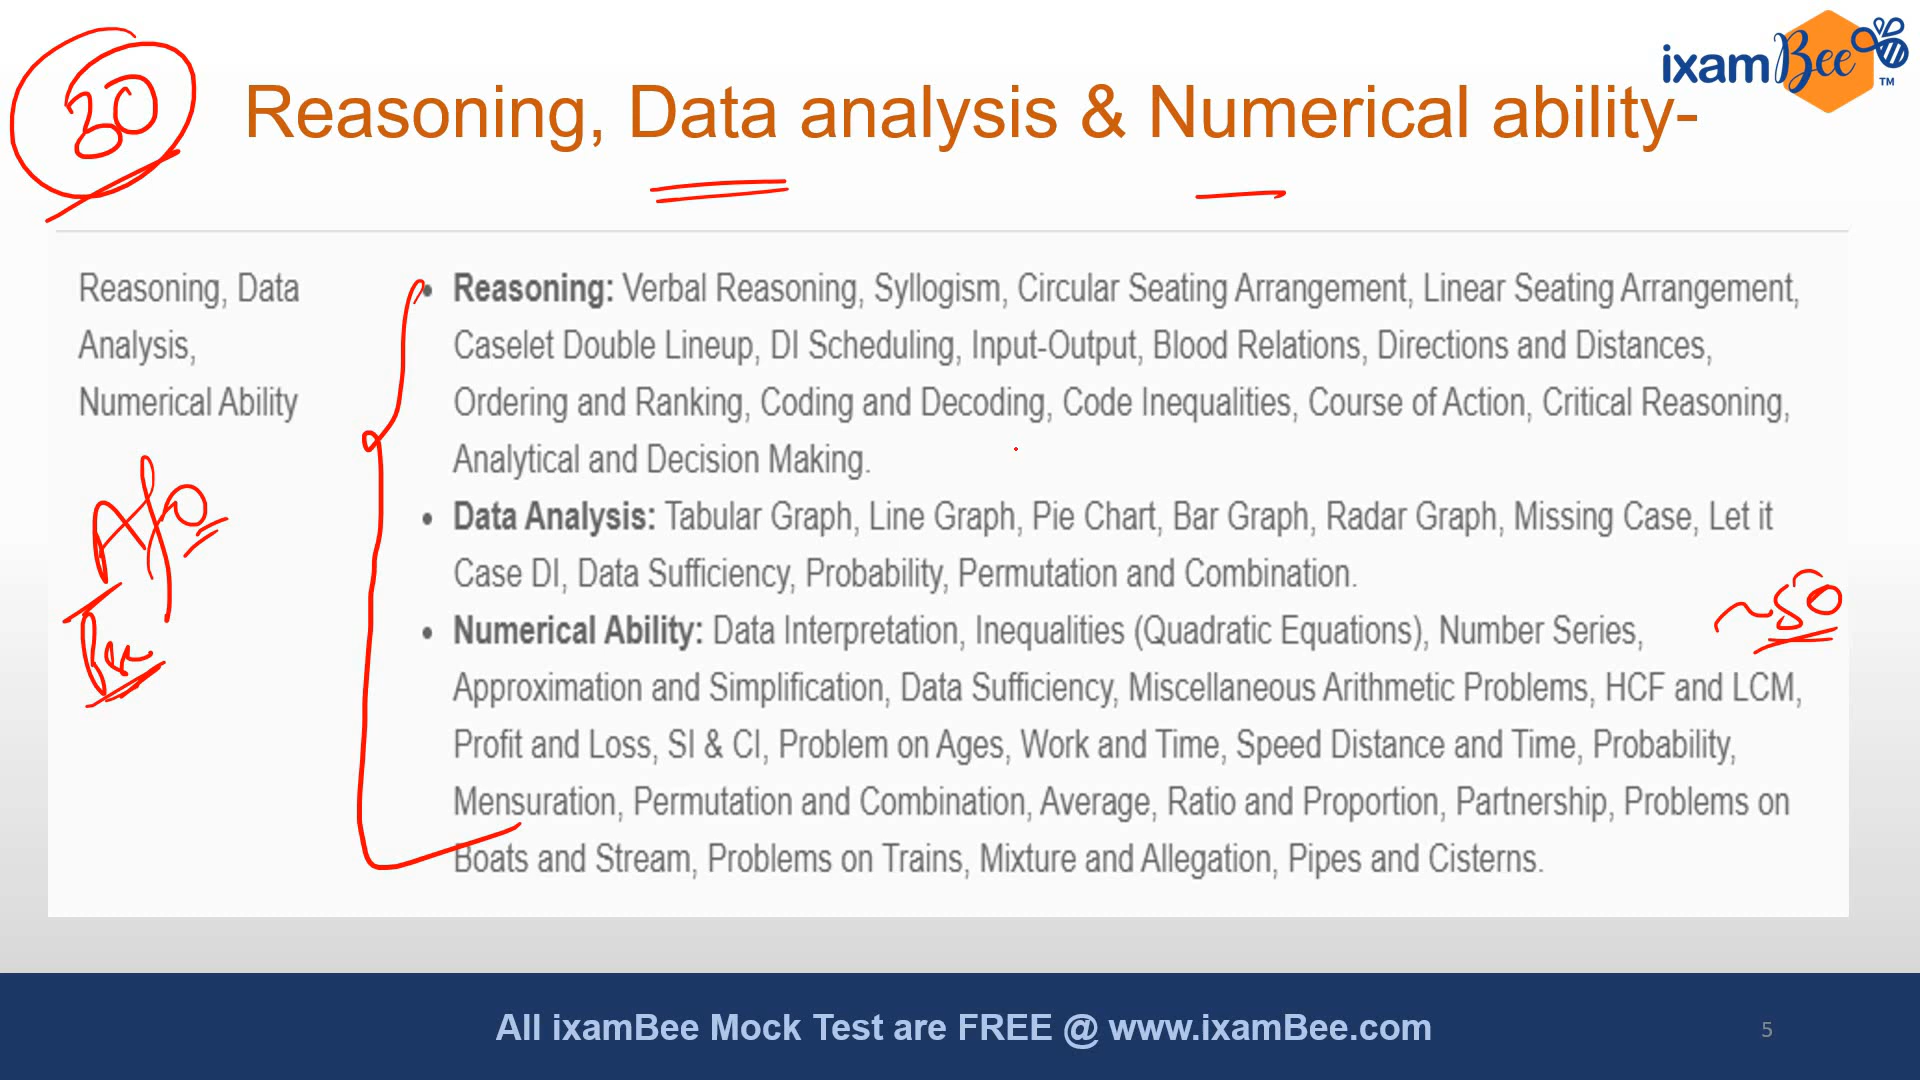 ixamBee
TM
Reasoning, Data analysis & Numerical ability-
Reasoning, Data
Analysis,
Numerical Ability
• Reasoning: Verbal Reasoning, Syllogism, Circular Seating Arrangement, Linear Seating Arrangement,
Caselet Double Lineup, DI Scheduling, Input-Output, Blood Relations, Directions and Distances,
Ordering and Ranking, Coding and Decoding, Code Inequalities, Course of Action, Critical Reasoning,
Analytical and Decision Making.
• Data Analysis: Tabular Graph, Line Graph, Pie Chart, Bar Graph, Radar Graph, Missing Case, Let it
Case DI, Data Sufficiency, Probability, Permutation and Combination.
• Numerical Ability: Data Interpretation, Inequalities (Quadratic Equations), Number Series,
Approximation and Simplification, Data Sufficiency, Miscellaneous Arithmetic Problems, HCF and LCM,
Profit and Loss, SI & CI, Problem on Ages, Work and Time, Speed Distance and Time, Probability,
Mensuration, Permutation and Combination, Average, Ratio and Proportion, Partnership, Problems on
Boats and Stream, Problems on Trains, Mixture and Allegation, Pipes and Cisterns.
~50
All ixamBee Mock Test are FREE @ www.ixamBee.com
5